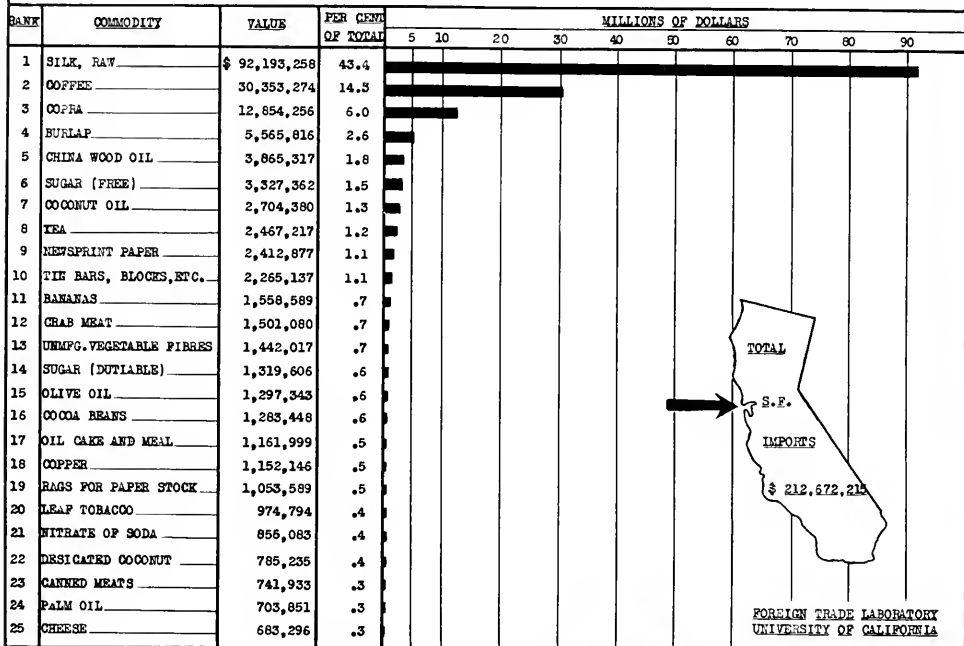 RANK COMMODITY VALUE PER CENT OF TOTAL MILLIONS OF DOLLARS
5 10 20 30 40 50 60 70 80 90
1 SILK, RAW $ 92,193,258 43.4
2 COFFEE 30,353,274 14.3
3 COPRA 12,854,256 6.0
4 BURLAP 5,565,816 2.6
5 CHINA WOOD OIL 3,865,317 1.8
6 SUGAR (FREE) 3,327,362 1.5
7 COCONUT OIL 2,704,380 1.3
8 TEA 2,467,217 1.2
9 NEWSPRINT PAPER 2,412,877 1.1
10 TIN BARS, BLOCKS,ETC. 2,265,137 1.1
11 BANANAS 1,558,589 .7
12 CRAB MEAT 1,501,080 .7
13 UNMFG.VEGETABLE FIBRES 1,442,017 .7
14 SUGAR (DUTIABLE) 1,319,606 .6
15 OLIVE OIL 1,297,343 .6
16 COCOA BEANS 1,283,448 .6
17 OIL CAKE AND MEAL 1,161,999 .5
18 COPPER 1,152,146 .5
19 RAGS FOR PAPER STOCK 1,053,589 .5
20 LEAF TOBACCO 974,794 .4
21 NITRATE OF SODA 856,083 .4
22 DESICATED COCONUT 785,235 .4
23 CANNED MEATS 741,933 .3
24 PALM OIL 703,851 .3
25 CHEESE 683,296 .3
TOTAL
S.F.
IMPORTS
$ 212,672,215
FOREIGN TRADE LABORATORY
UNIVERSITY OF CALIFORNIA